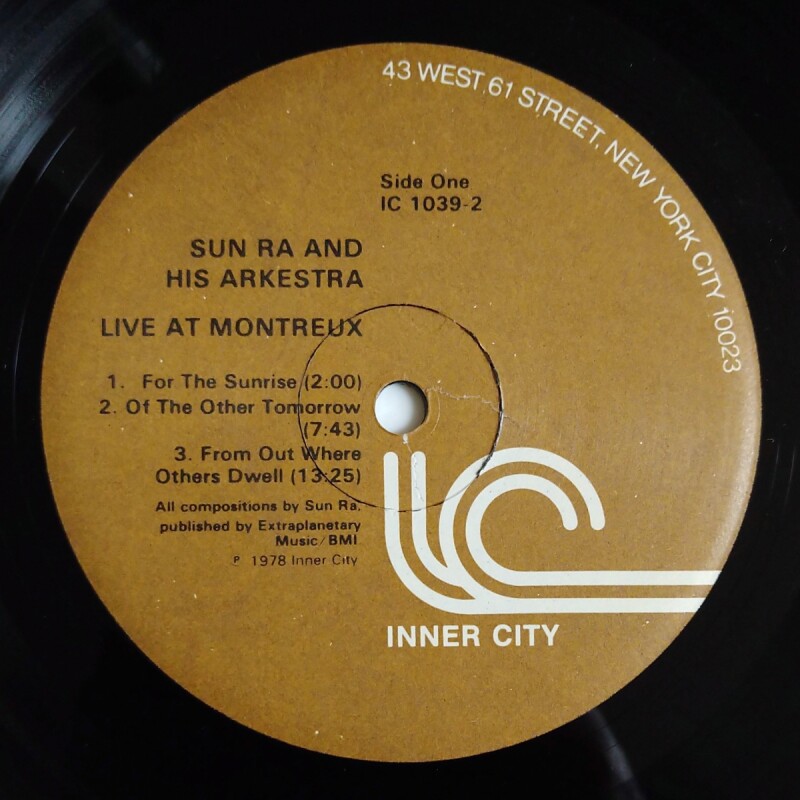 43 WEST 61 STREET, NEW YORK CITY 10023
Side One
IC 1039-2
SUN RA AND
HIS ARKESTRA
LIVE AT MONTREUX
1. For The Sunrise (2:00)
2. Of The Other Tomorrow
(7:43)
3. From Out Where
Others Dwell (13:25)
All compositions by Sun Ra,
published by Extraplanetary
Music/BMI
℗ 1978 Inner City
IC
INNER CITY